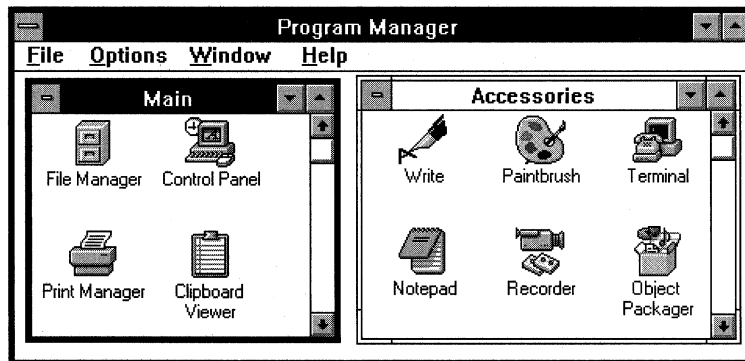 Program Manager
File Options Window Help
Main
File Manager Control Panel
Print Manager Clipboard
Viewer
Accessories
Write Paintbrush Terminal
Notepad Recorder Object
Packager